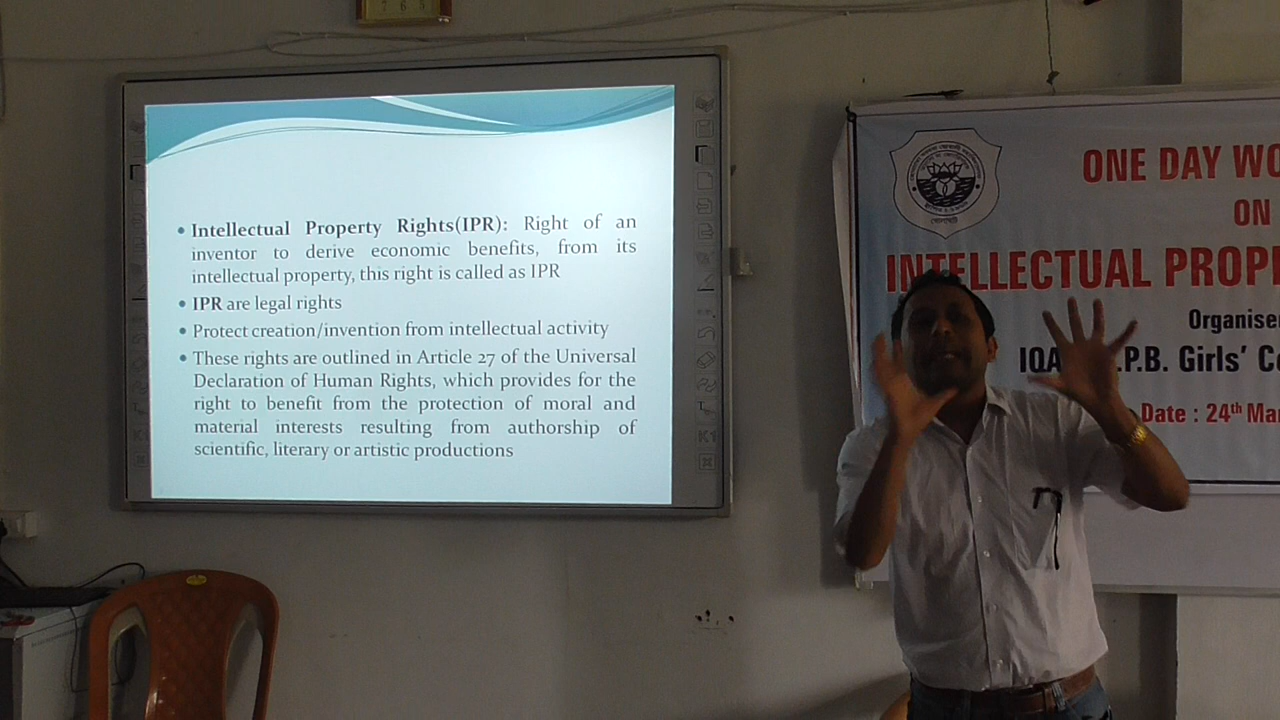 7 6 5
• Intellectual Property Rights(IPR): Right of an
inventor to derive economic benefits, from its
intellectual property, this right is called as IPR
• IPR are legal rights
• Protect creation/invention from intellectual activity
• These rights are outlined in Article 27 of the Universal
Declaration of Human Rights, which provides for the
right to benefit from the protection of moral and
material interests resulting from authorship of
scientific, literary or artistic productions
ONE DAY WO
ON
INTELLECTUAL PROP
Organise
IQA .P.B. Girls' C
Date : 24th Ma